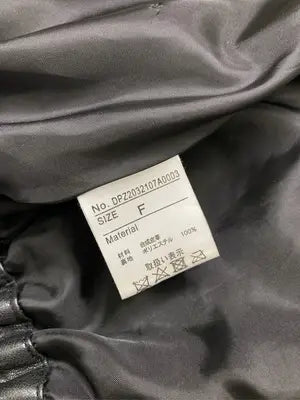 No. DPZ2032107A0003
SIZE F
Material
材料 合成皮革
裏地 ポリエステル 100%
取扱い表示